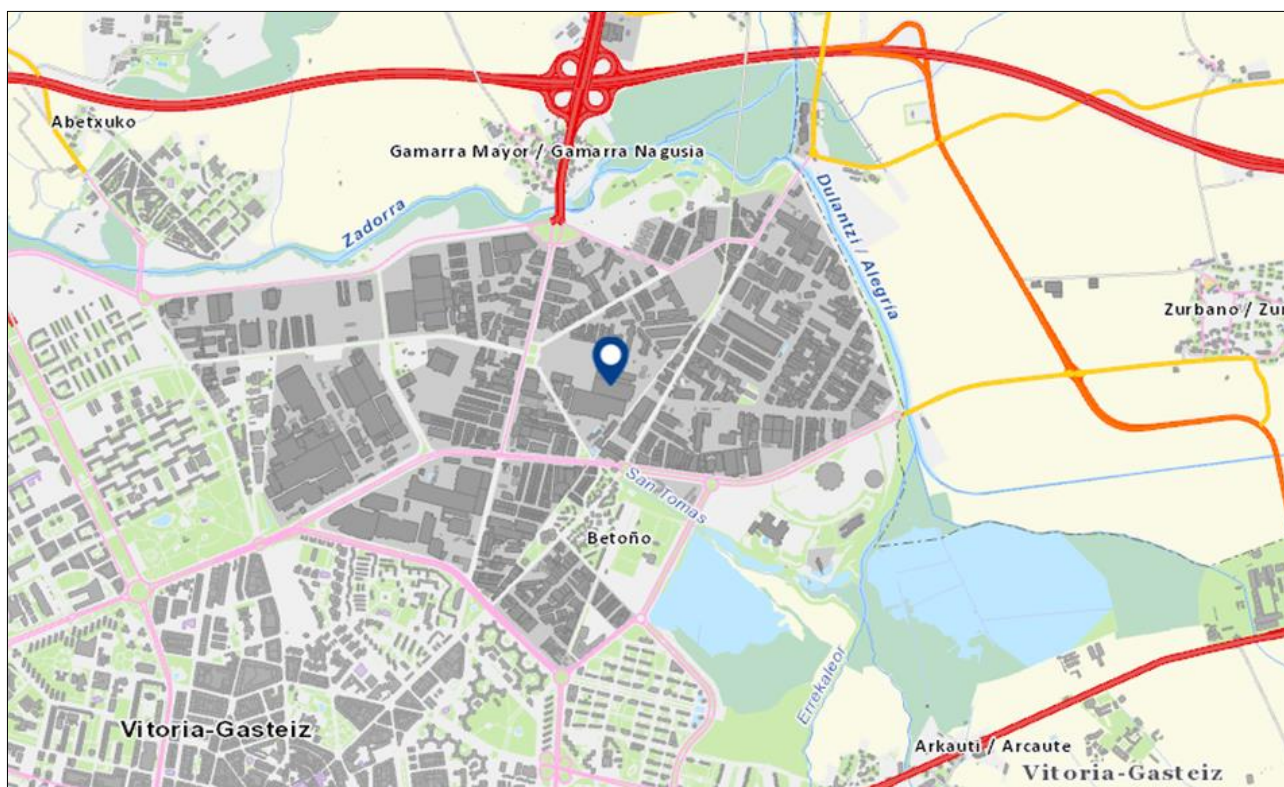 Abetxuko
Gamarra Mayor / Gamarra Nagusia
Zadorra
Dulantzi / Alegría
Zurbano / Zur
San Tomas
Betoño
Errekaleor
Vitoria-Gasteiz
Arkauti / Arcaute
Vitoria-Gasteiz